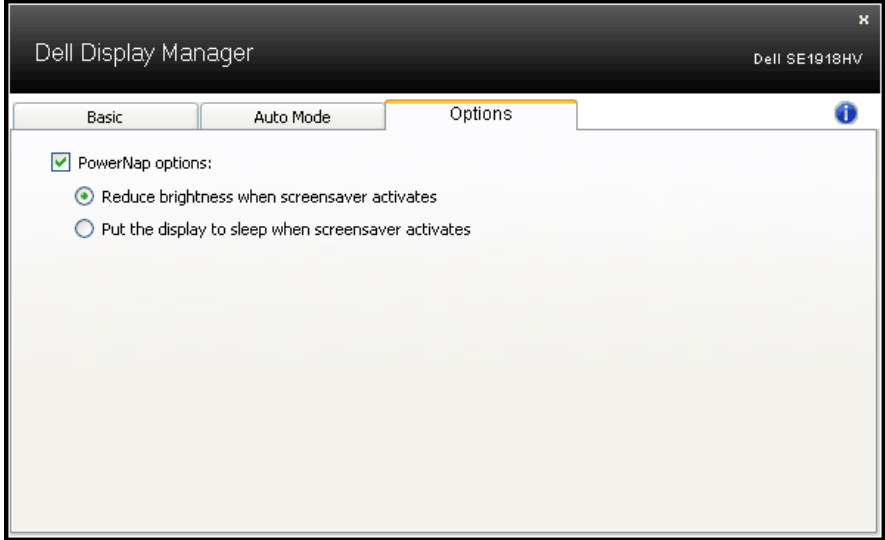 x
Dell Display Manager
Dell SE1918HV
Basic
Auto Mode
Options
i
PowerNap options:
Reduce brightness when screensaver activates
Put the display to sleep when screensaver activates